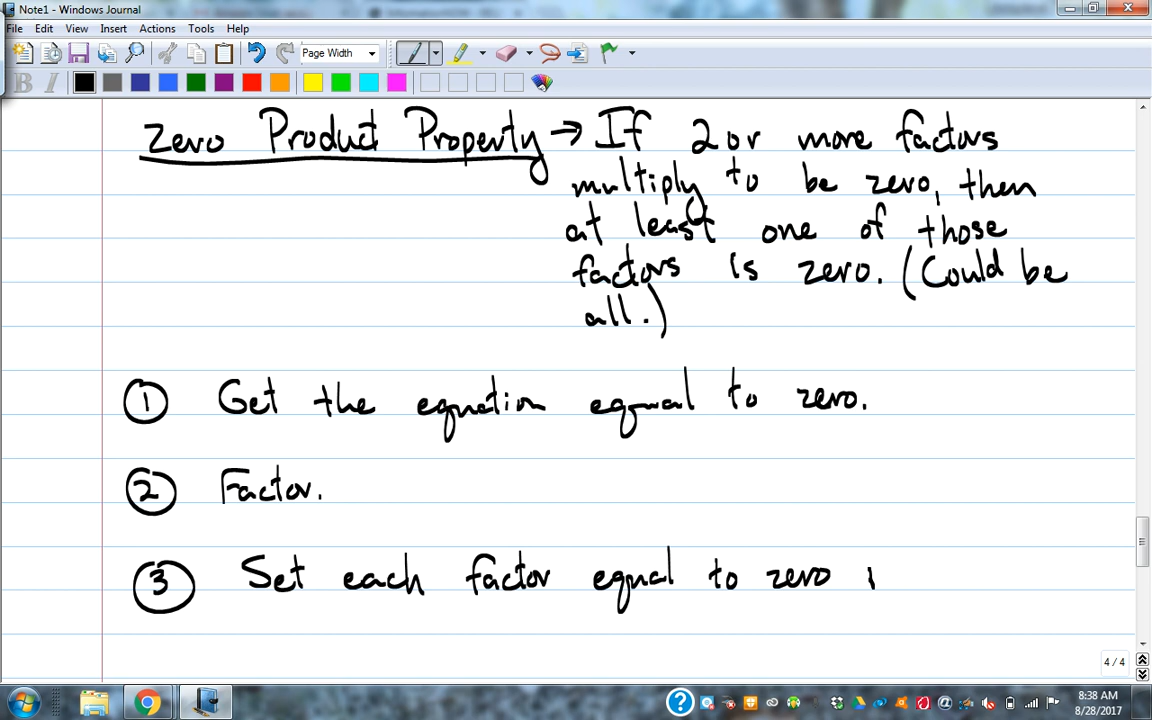 Note1 - Windows Journal
File Edit View Insert Actions Tools Help
Page Width
B I
Zero Product Property → If 2 or more factors
multiply to be zero, then
at least one of those
factors is zero. (Could be
all.)
① Get the equation equal to zero.
② Factor.
③ Set each factor equal to zero
4 / 4
8:38 AM
8/28/2017